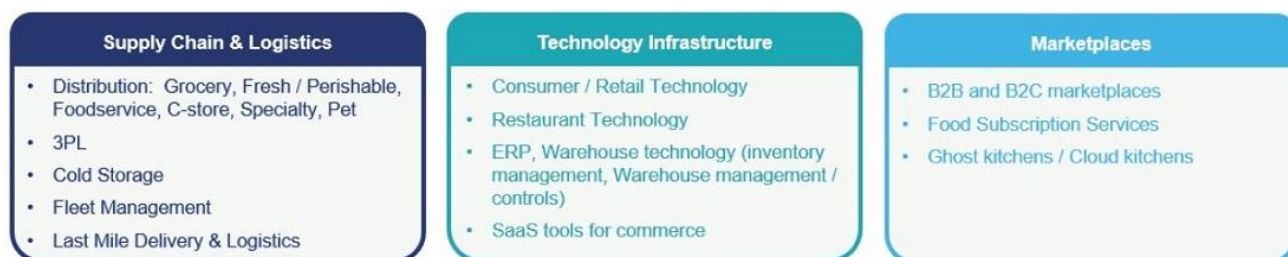 Supply Chain & Logistics
• Distribution: Grocery, Fresh / Perishable,
Foodservice, C-store, Specialty, Pet
• 3PL
• Cold Storage
• Fleet Management
• Last Mile Delivery & Logistics
Technology Infrastructure
• Consumer / Retail Technology
• Restaurant Technology
• ERP, Warehouse technology (inventory
management, Warehouse management /
controls)
• SaaS tools for commerce
Marketplaces
• B2B and B2C marketplaces
• Food Subscription Services
• Ghost kitchens / Cloud kitchens